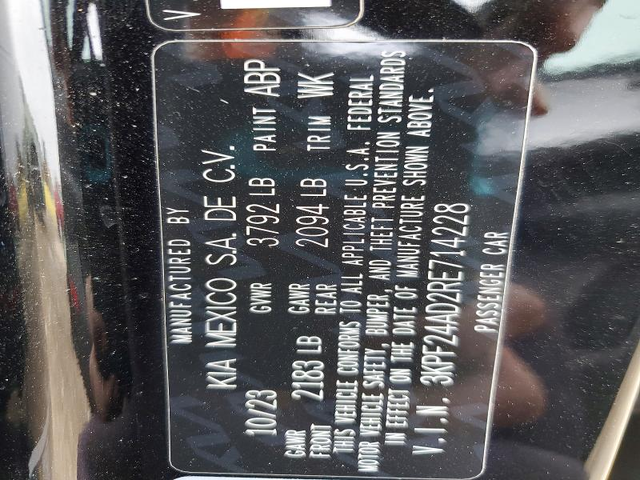 V
MANUFACTURED BY
KIA MEXICO S.A. DE C.V.
10/23 GVWR 3792 LB PAINT ABP
GAWR FRONT 2183 LB GAWR REAR 2094 LB TRIM WK
THIS VEHICLE CONFORMS TO ALL APPLICABLE U.S.A. FEDERAL
MOTOR VEHICLE SAFETY, BUMPER, AND THEFT PREVENTION STANDARDS
IN EFFECT ON THE DATE OF MANUFACTURE SHOWN ABOVE.
V.I.N. 3KPF24AD2RE714228
PASSENGER CAR